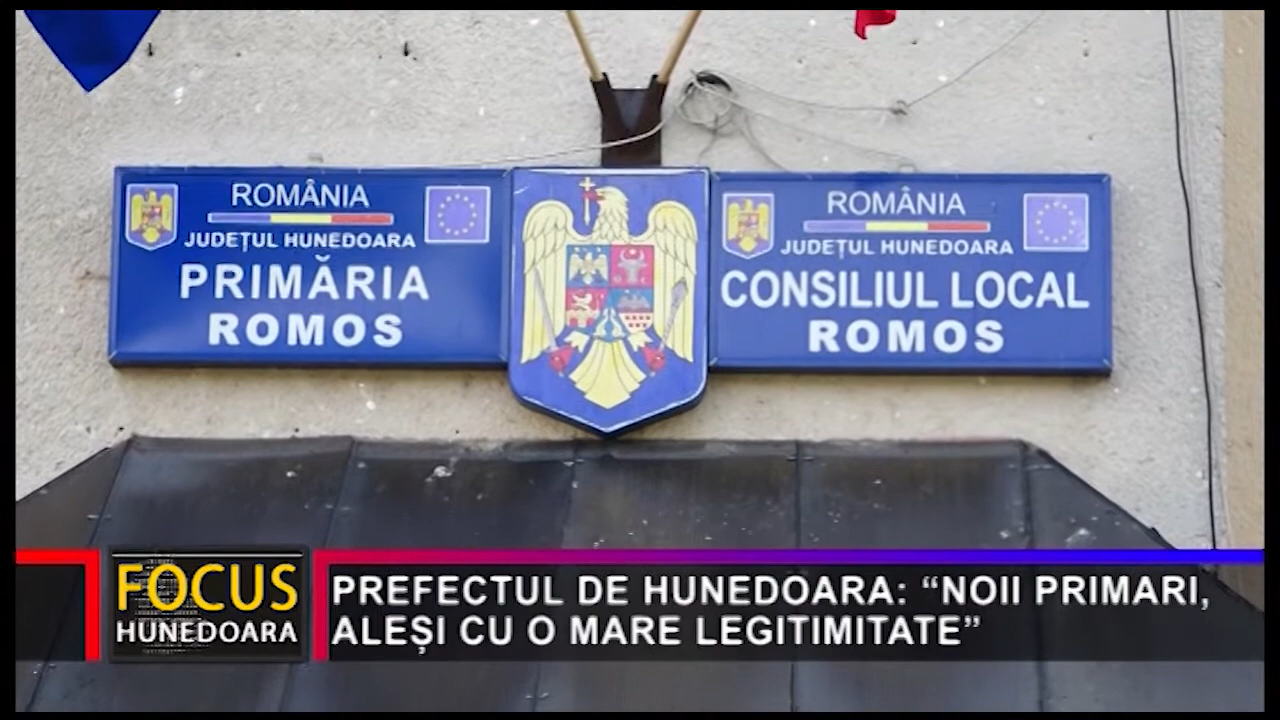 ROMÂNIA
JUDEȚUL HUNEDOARA
PRIMĂRIA
ROMOS
ROMÂNIA
JUDEȚUL HUNEDOARA
CONSILIUL LOCAL
ROMOS
FOCUS
HUNEDOARA
PREFECTUL DE HUNEDOARA: “NOII PRIMARI,
ALEȘI CU O MARE LEGITIMITATE”